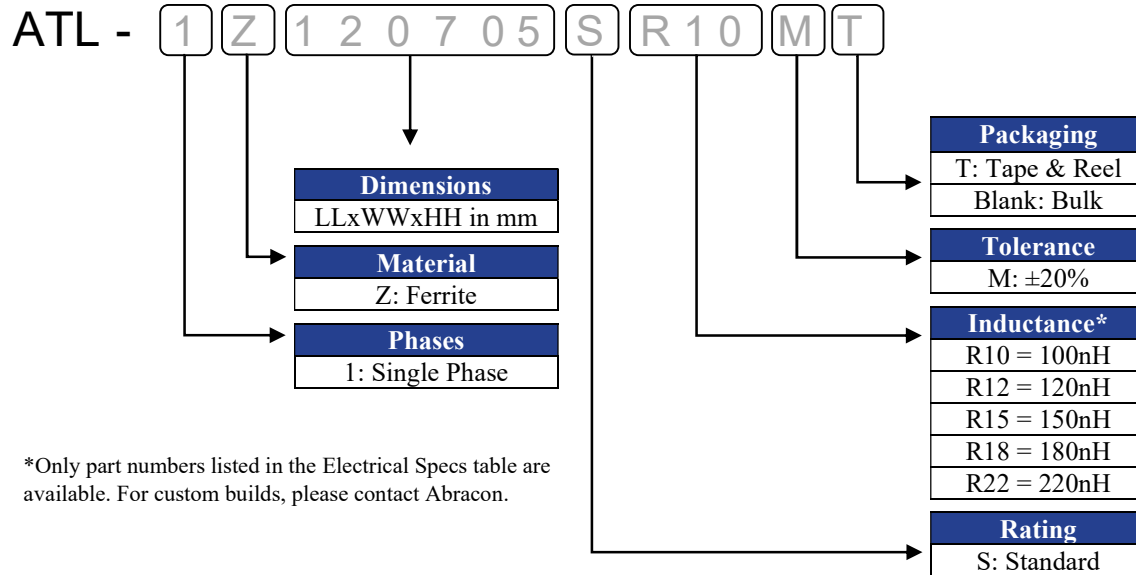 ATL - 1 Z 1 2 0 7 0 5 S R 1 0 M T
Dimensions
LLxWWxHH in mm
Material
Z: Ferrite
Phases
1: Single Phase
*Only part numbers listed in the Electrical Specs table are
available. For custom builds, please contact Abracon.
Packaging
T: Tape & Reel
Blank: Bulk
Tolerance
M: ±20%
Inductance*
R10 = 100nH
R12 = 120nH
R15 = 150nH
R18 = 180nH
R22 = 220nH
Rating
S: Standard